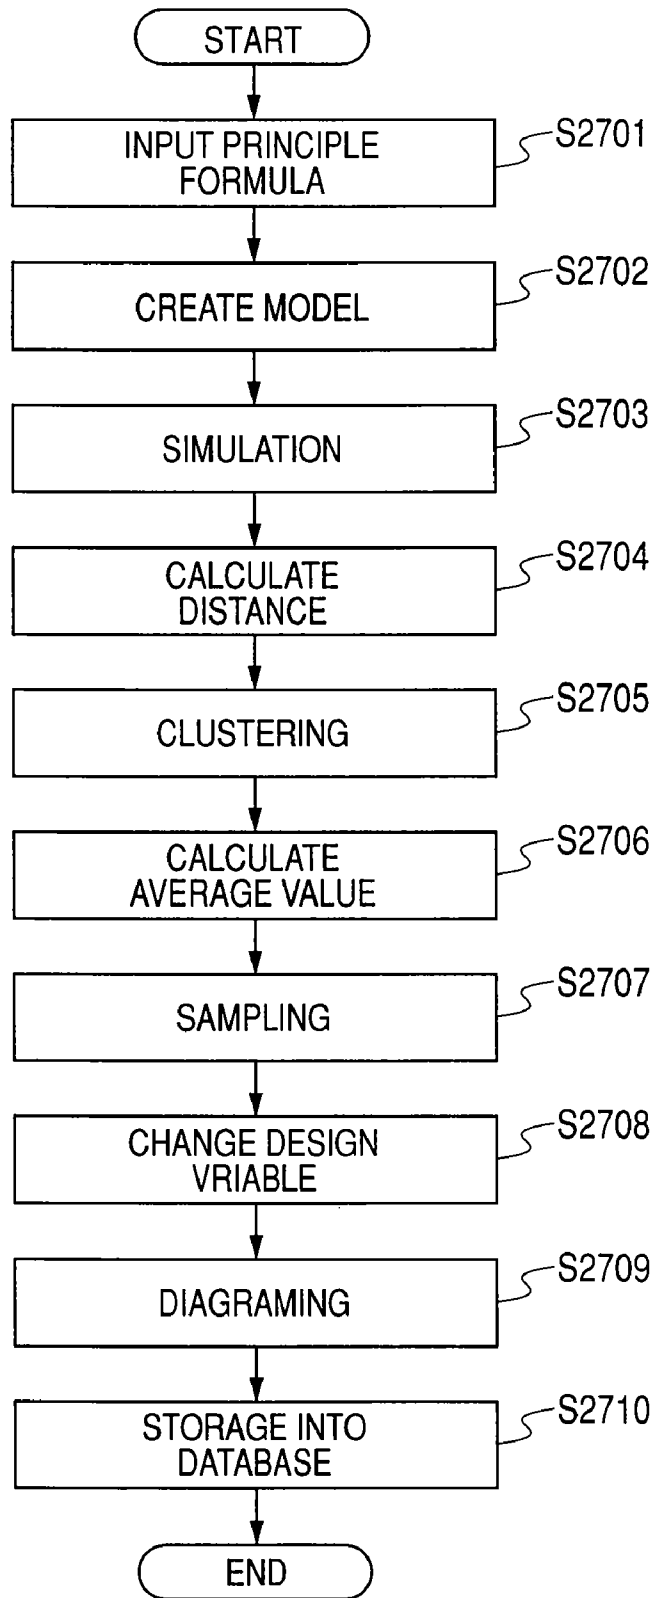 START
INPUT PRINCIPLE
FORMULA
S2701
CREATE MODEL
S2702
SIMULATION
S2703
CALCULATE
DISTANCE
S2704
CLUSTERING
S2705
CALCULATE
AVERAGE VALUE
S2706
SAMPLING
S2707
CHANGE DESIGN
VRIABLE
S2708
DIAGRAMING
S2709
STORAGE INTO
DATABASE
S2710
END